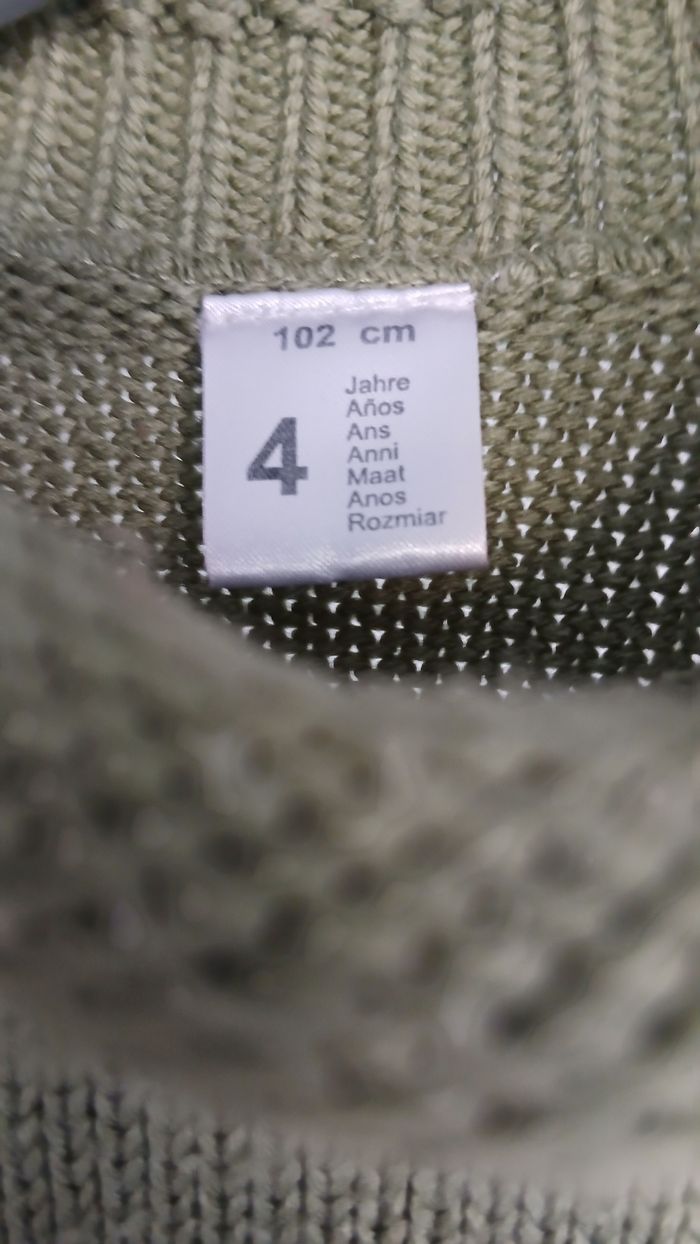 102 cm
4
Jahre
Años
Ans
Anni
Maat
Anos
Rozmiar